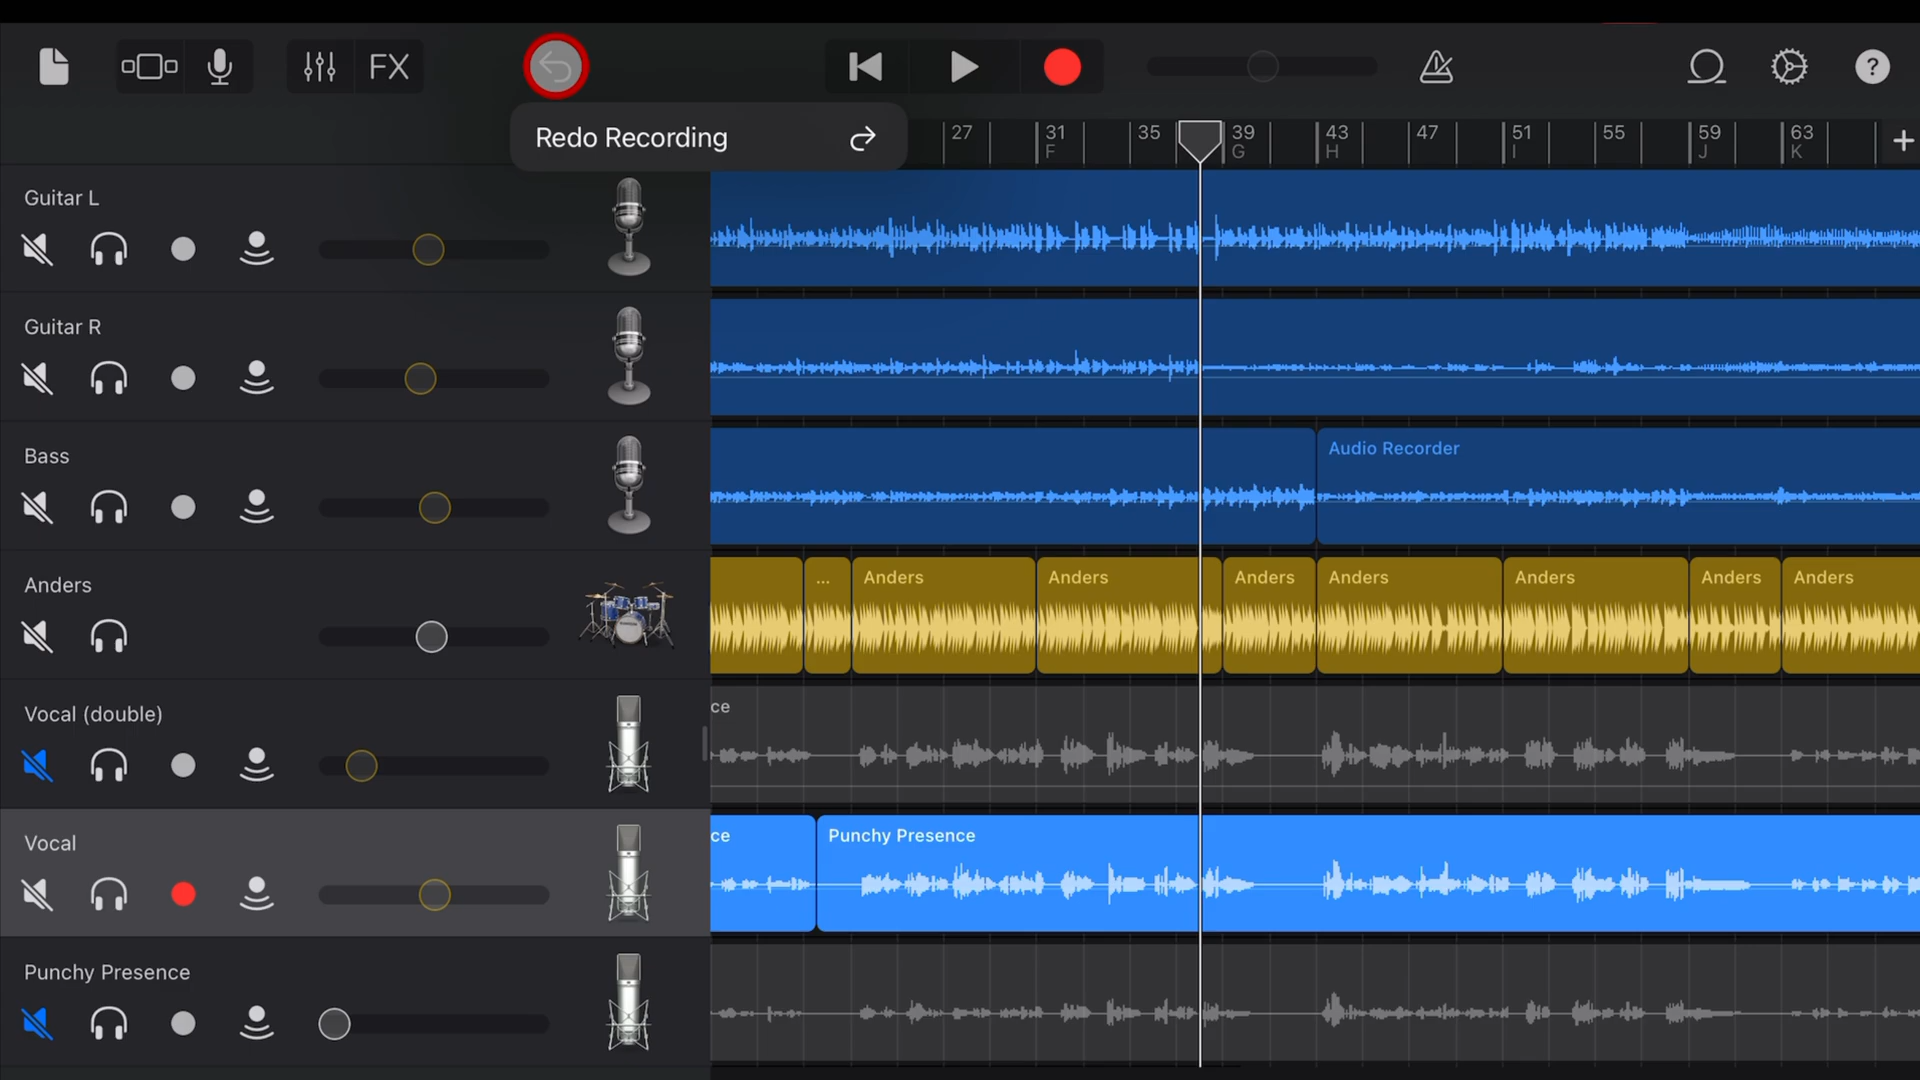 FX
?
Redo Recording
27 31 35 39 43 47 51 55 59 63 +
F G H I J K
Guitar L
Guitar R
Bass
Audio Recorder
Anders
... Anders Anders Anders Anders Anders Anders Anders
Vocal (double)
ce
Vocal
ce Punchy Presence
Punchy Presence